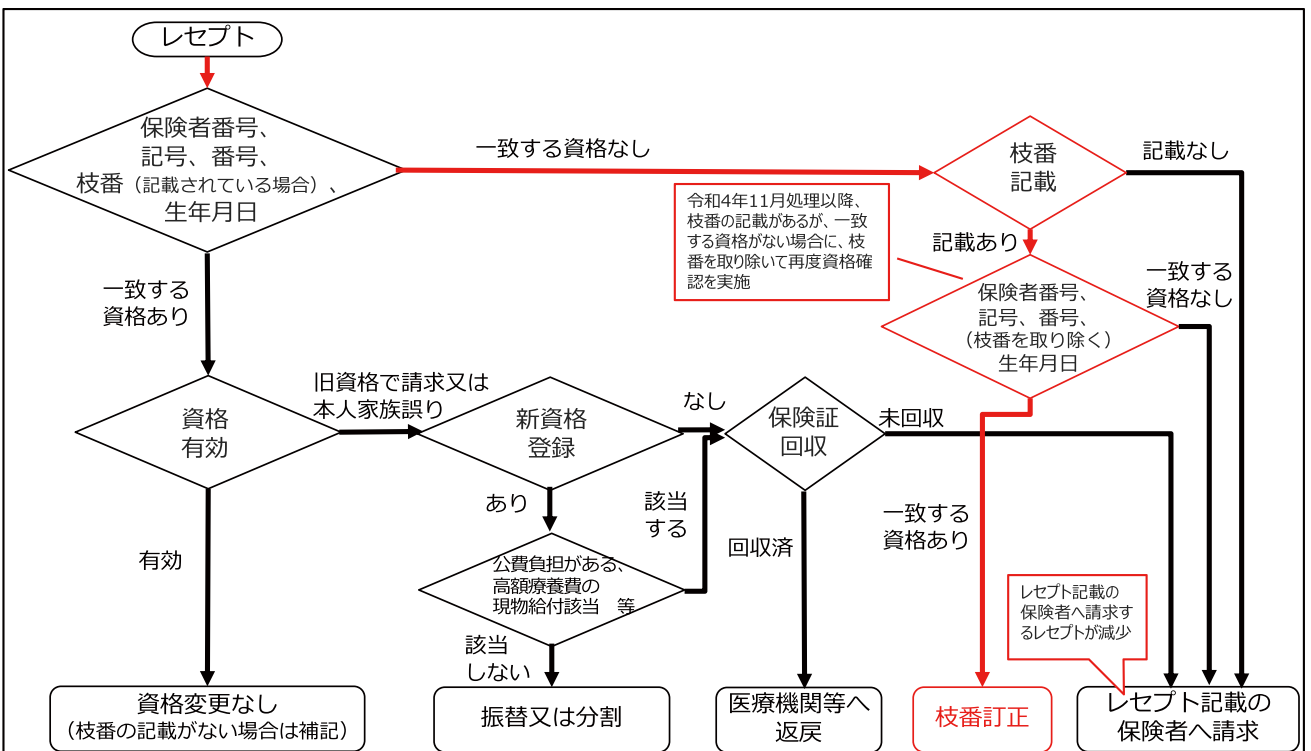 レセプト
保険者番号、
記号、番号、
枝番（記載されている場合）、
生年月日
一致する資格なし
枝番
記載
記載なし
令和4年11月処理以降、
枝番の記載があるが、一致
する資格がない場合に、枝
番を取り除いて再度資格確
認を実施
記載あり
保険者番号、
記号、番号、
（枝番を取り除く）
生年月日
一致する
資格なし
一致する
資格あり
資格
有効
旧資格で請求又は
本人家族誤り
新資格
登録
なし
保険証
回収
未回収
あり
該当
する
回収済
一致する
資格あり
有効
公費負担がある、
高額療養費の
現物給付該当　等
該当
しない
レセプト記載の
保険者へ請求す
るレセプトが減少
資格変更なし
（枝番の記載がない場合は補記）
振替又は分割
医療機関等へ
返戻
枝番訂正
レセプト記載の
保険者へ請求